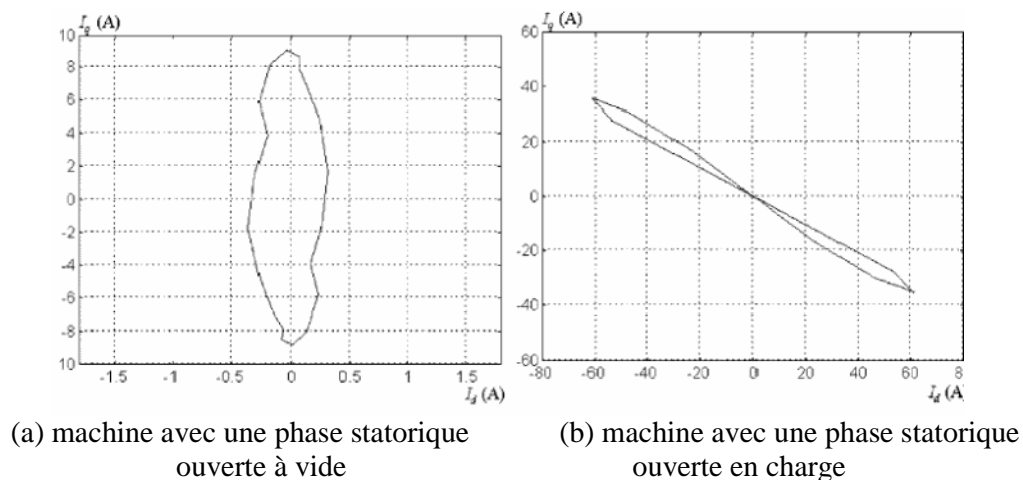 I_q (A)
10
8
6
4
2
0
-2
-4
-6
-8
10
-1.5 -1 -0.5 0 0.5 1 1.5
I_d (A)
I_q (A)
60
40
20
0
-20
-40
-60
-80 -60 -40 -20 0 20 40 60 8
I_d (A)
(a) machine avec une phase statorique
ouverte à vide
(b) machine avec une phase statorique
ouverte en charge